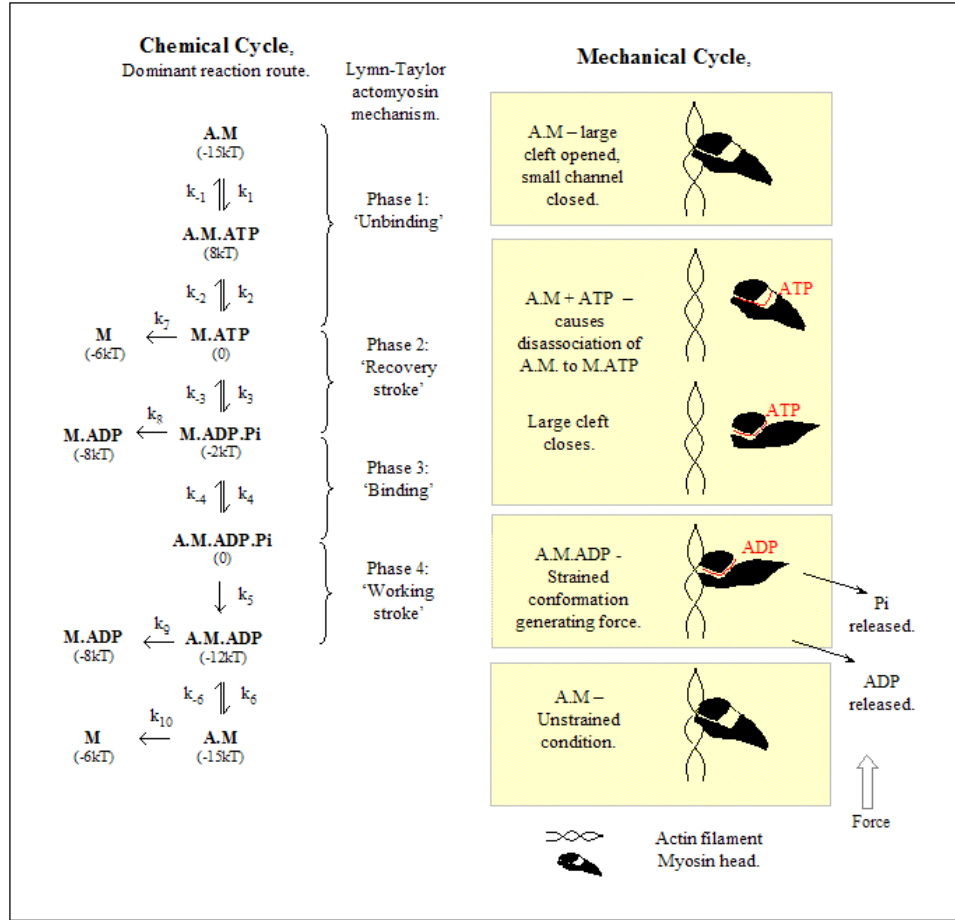 Chemical Cycle,
Dominant reaction route.
Lymn-Taylor
actomyosin
mechanism.
A.M
(-15kT)
k-1 k1
A.M.ATP
(8kT)
k-2 k2
k7
M
(-6kT)
M.ATP
(0)
k-3 k3
k8
M.ADP
(-8kT)
M.ADP.Pi
(-2kT)
k-4 k4
A.M.ADP.Pi
(0)
k5
k9
M.ADP
(-8kT)
A.M.ADP
(-12kT)
k-6 k6
k10
M
(-6kT)
A.M
(-15kT)
Phase 1:
‘Unbinding’
Phase 2:
‘Recovery
stroke’
Phase 3:
‘Binding’
Phase 4:
‘Working
stroke’
Mechanical Cycle,
A.M – large
cleft opened,
small channel
closed.
A.M + ATP –
causes
disassociation of
A.M. to M.ATP
ATP
Large cleft
closes.
ATP
A.M.ADP -
Strained
conformation
generating force.
ADP
Pi
released.
ADP
released.
A.M –
Unstrained
condition.
Force
Actin filament
Myosin head.